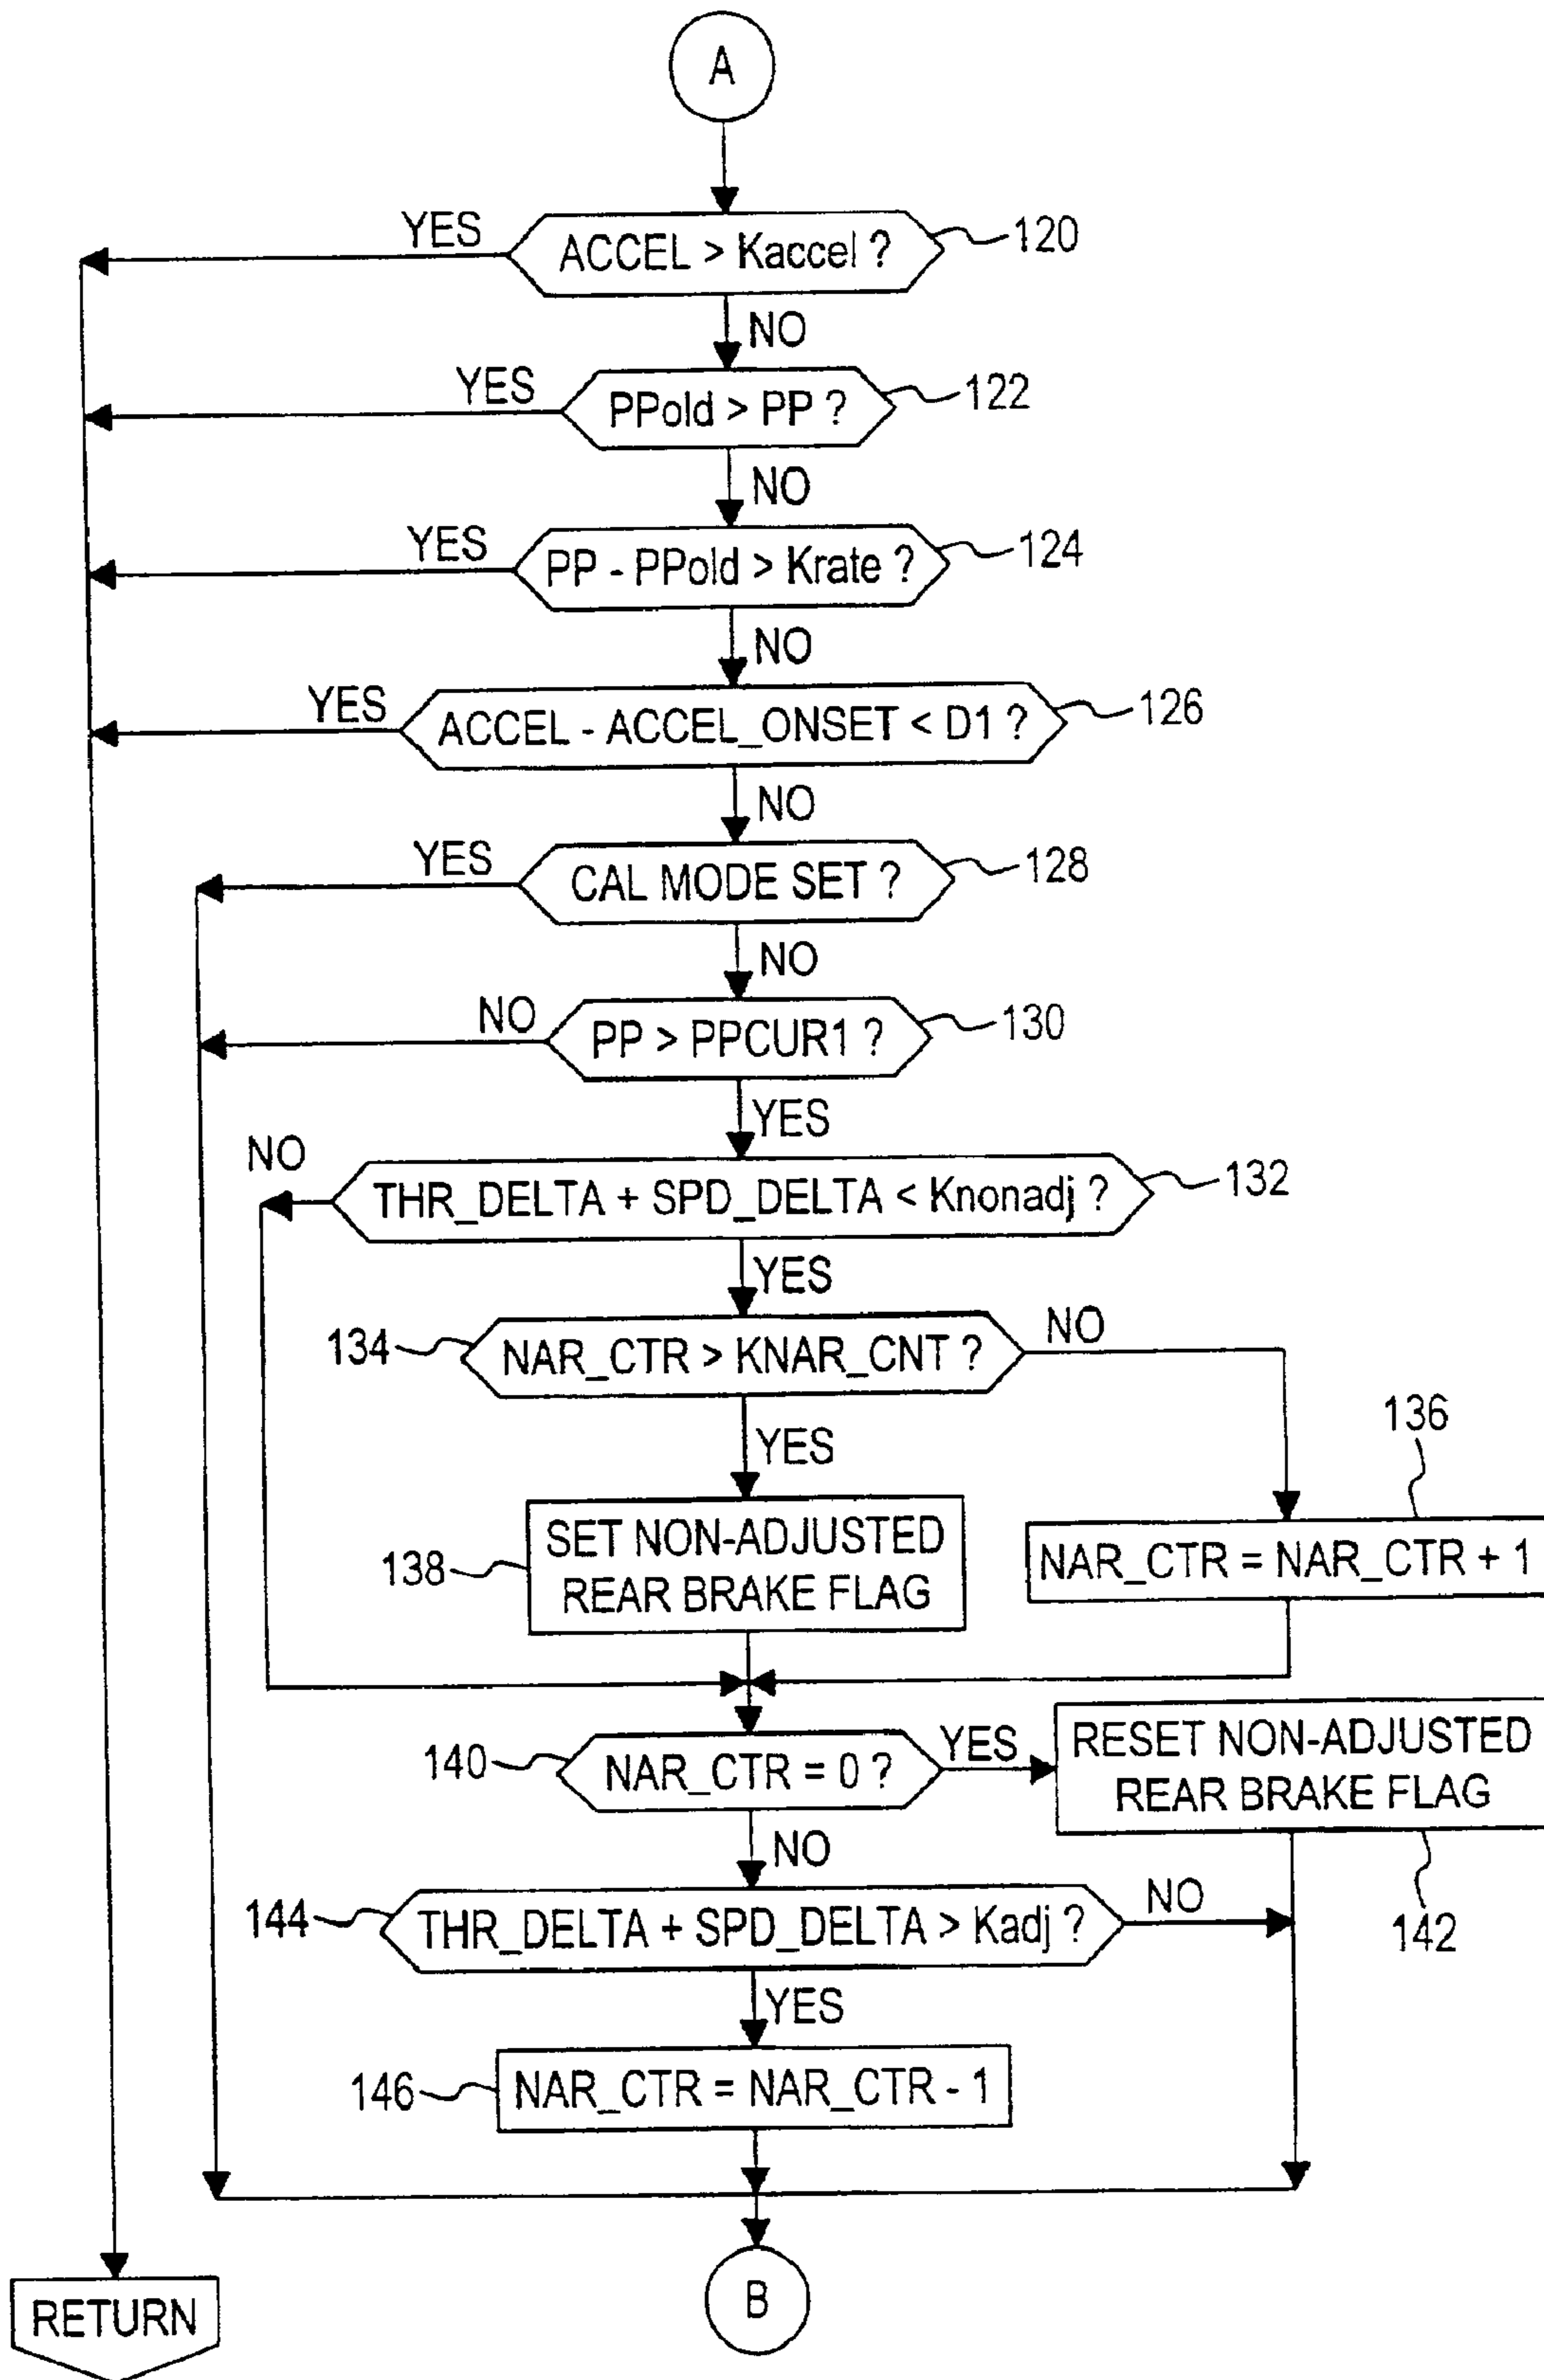 A
YES
ACCEL > Kaccel ?
120
NO
YES
PPold > PP ?
122
NO
YES
PP - PPold > Krate ?
124
NO
YES
ACCEL - ACCEL_ONSET < D1 ?
126
NO
YES
CAL MODE SET ?
128
NO
NO
PP > PPCUR1 ?
130
YES
NO
THR_DELTA + SPD_DELTA < Knonadj ?
132
YES
134
NAR_CTR > KNAR_CNT ?
NO
YES
136
138
SET NON-ADJUSTED
REAR BRAKE FLAG
NAR_CTR = NAR_CTR + 1
140
NAR_CTR = 0 ?
YES
RESET NON-ADJUSTED
REAR BRAKE FLAG
NO
142
144
THR_DELTA + SPD_DELTA > Kadj ?
NO
YES
146
NAR_CTR = NAR_CTR - 1
B
RETURN